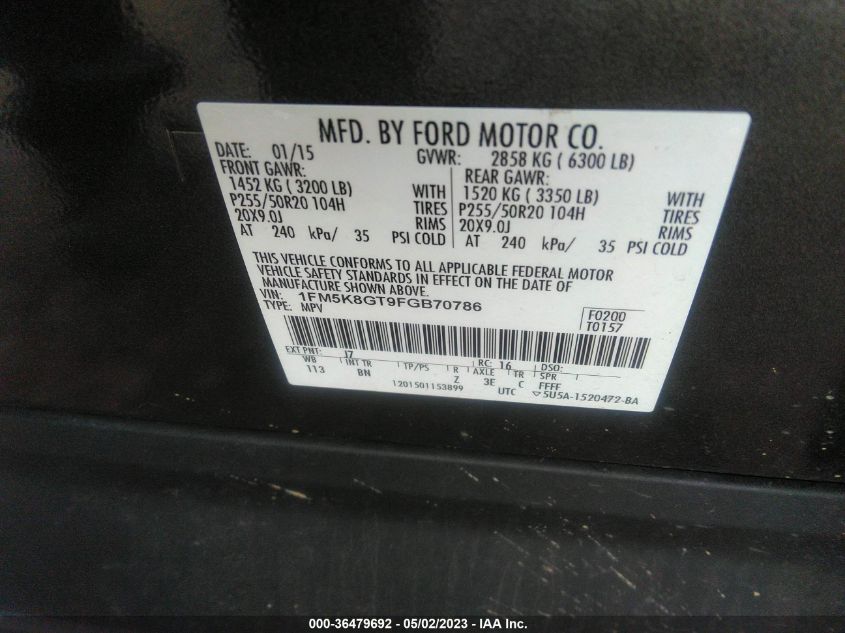 MFD. BY FORD MOTOR CO.
DATE: 01/15 GVWR: 2858 KG ( 6300 LB)
FRONT GAWR: REAR GAWR:
1452 KG ( 3200 LB) WITH 1520 KG ( 3350 LB) WITH
P255/50R20 104H TIRES P255/50R20 104H TIRES
20X9.0J RIMS 20X9.0J RIMS
AT 240 kPa/ 35 PSI COLD AT 240 kPa/ 35 PSI COLD
THIS VEHICLE CONFORMS TO ALL APPLICABLE FEDERAL MOTOR
VEHICLE SAFETY STANDARDS IN EFFECT ON THE DATE OF
MANUFACTURE SHOWN ABOVE.
VIN: 1FM5K8GT9FGB70786 F0200
TYPE: MPV T0157
EXT PNT: J7 RC: 16 DSO:
WB INT TR TP/PS R AXLE TR SPR
113 BN Z 3E C FFFF
1201501153899 UTC ▽5U5A-1520472-BA
000-36479692 - 05/02/2023 - IAA Inc.